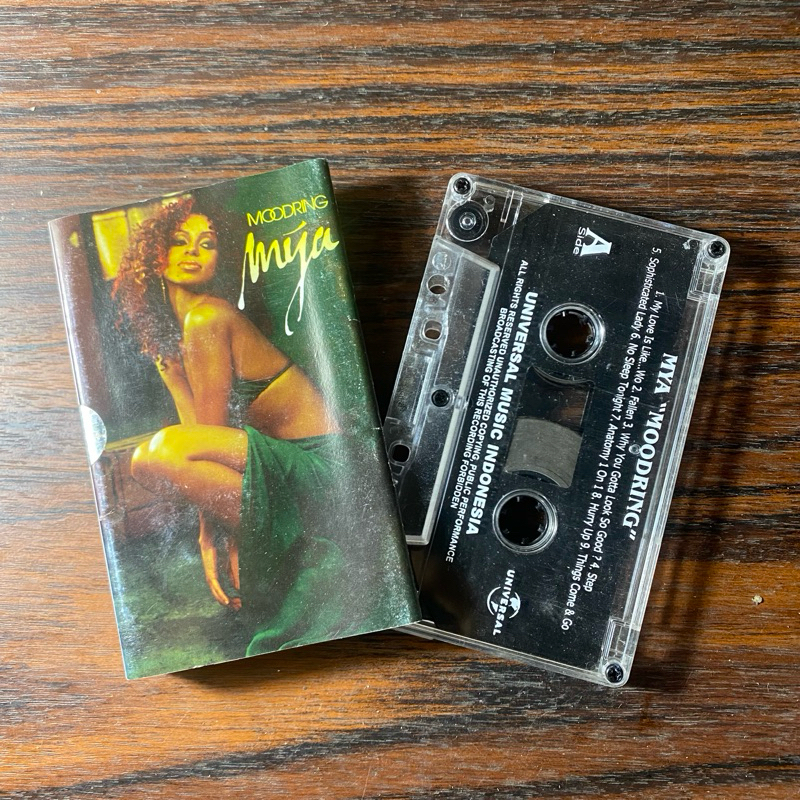 MOODRING
Mýa
A
Side
MYA "MOODRING"
1. My Love Is Like...Wo 2. Fallen 3. Why You Gotta Look So Good ? 4. Step
5. Sophisticated Lady 6. No Sleep Tonight 7. Anatomy 1 On 1 8. Hurry Up 9. Things Come & Go
UNIVERSAL MUSIC INDONESIA
ALL RIGHTS RESERVED UNAUTHORIZED COPYING, PUBLIC PERFORMANCE
BROADCASTING OF THIS RECORDING FORBIDDEN
UNIVERSAL